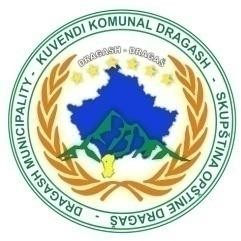 KUVENDI KOMUNAL DRAGASH - SKUPŠTINA OPŠTINE DRAGAŠ - DRAGASH MUNICIPALITY -
DRAGASH - DRAGAŠ